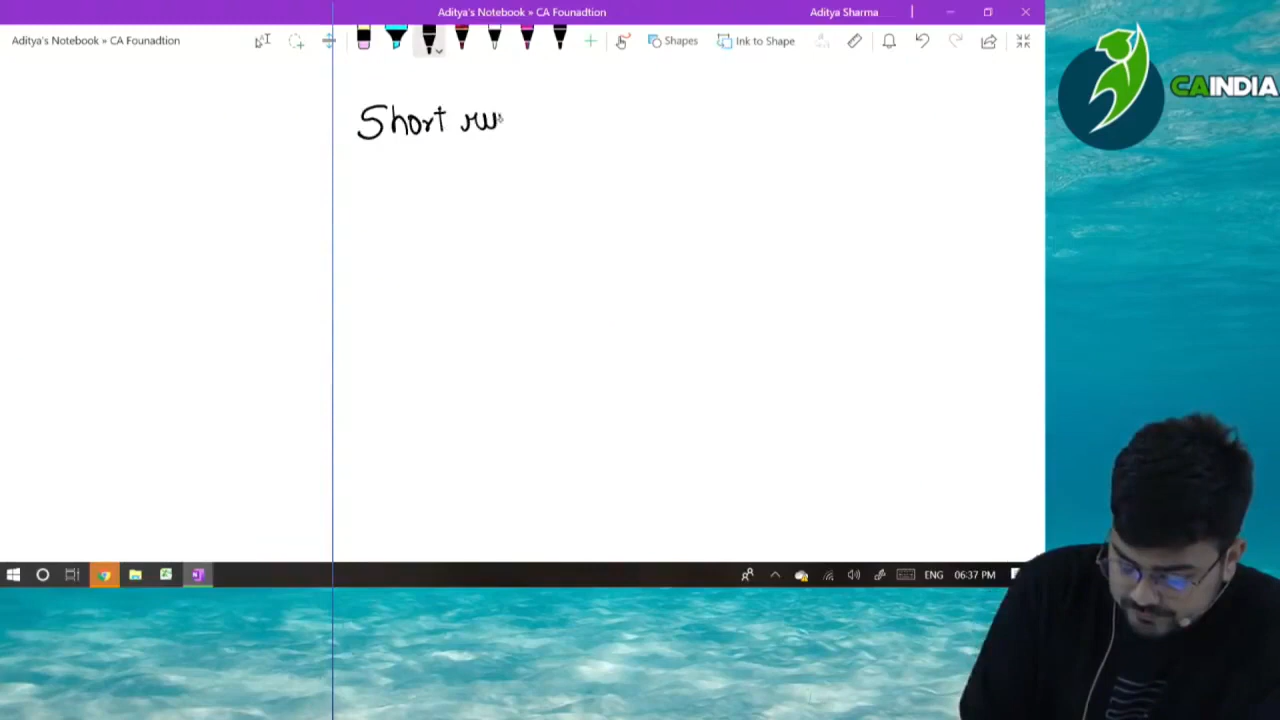 Aditya's Notebook » CA Founadtion
Aditya Sharma
Aditya's Notebook » CA Founadtion
Shapes
Ink to Shape
CAINDIA
Short ru
ENG
06:37 PM